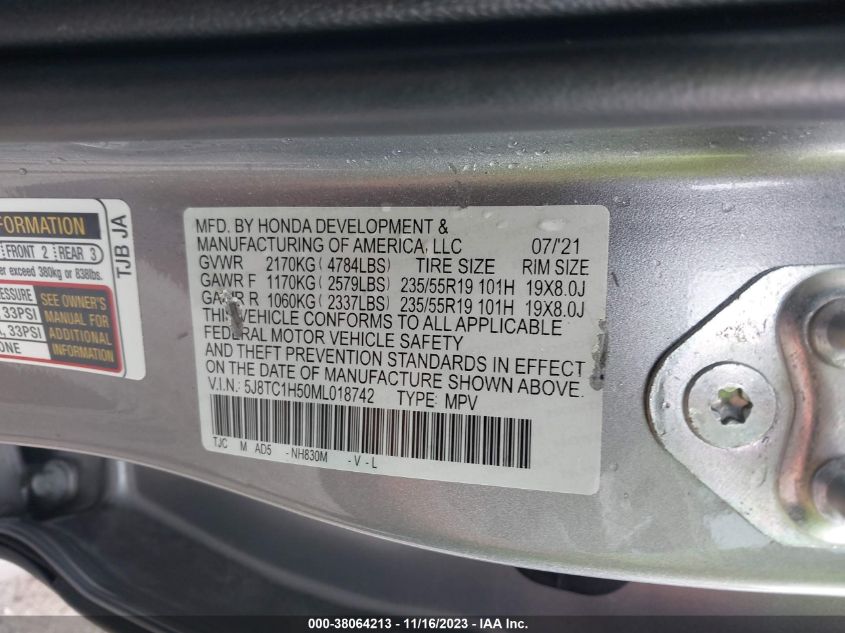 FORMATION
FRONT 2 REAR 3
er exceed 380kg or 838lbs.
RESSURE
, 33PSI
A, 33PSI
ONE
SEE OWNER'S
MANUAL FOR
ADDITIONAL
INFORMATION
TJB JA
MFD. BY HONDA DEVELOPMENT &
MANUFACTURING OF AMERICA, LLC 07/'21
GVWR 2170KG ( 4784LBS) TIRE SIZE RIM SIZE
GAWR F 1170KG ( 2579LBS) 235/55R19 101H 19X8.0J
GAWR R 1060KG ( 2337LBS) 235/55R19 101H 19X8.0J
THIS VEHICLE CONFORMS TO ALL APPLICABLE
FEDERAL MOTOR VEHICLE SAFETY
AND THEFT PREVENTION STANDARDS IN EFFECT
ON THE DATE OF MANUFACTURE SHOWN ABOVE.
V.I.N.: 5J8TC1H50ML018742 TYPE: MPV
TJC M AD5 - NH830M - V - L
000-38064213 - 11/16/2023 - IAA Inc.